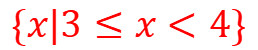 {x|3 ≤ x < 4}